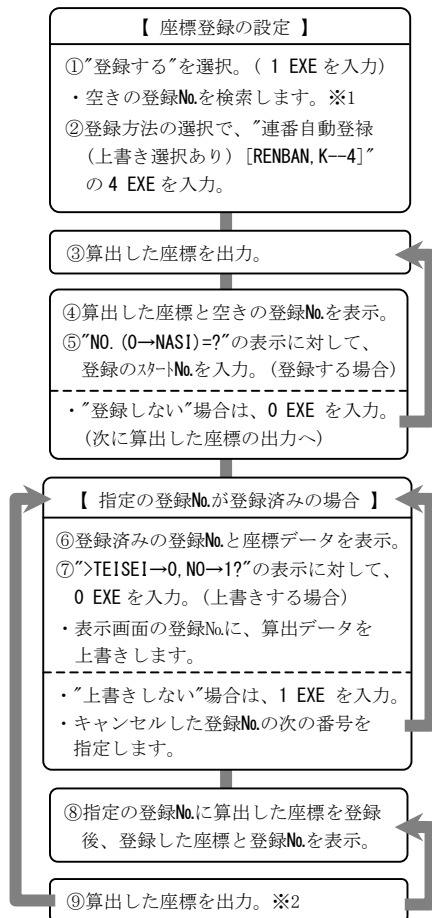 【 座標登録の設定 】
①″登録する″を選択。( 1 EXE を入力)
・空きの登録№を検索します。※1
②登録方法の選択で、″連番自動登禄
(上書き選択あり) [RENBAN,K--4]″
の 4 EXE を入力。
③算出した座標を出力。
④算出した座標と空きの登録№を表示。
⑤″NO.(0→NASI)=?″の表示に対して、
登録のｽﾀｰﾄ№を入力。(登録する場合)
・″登録しない″場合は、0 EXE を入力。
(次に算出した座標の出力へ)
【 指定の登録№が登録済みの場合 】
⑥登録済みの登録№と座標データを表示。
⑦″>TEISEI→0,NO→1?″の表示に対して、
0 EXE を入力。(上書きする場合)
・表示画面の登録№に、算出データを
上書きします。
・″上書きしない″場合は、1 EXE を入力。
・キャンセルした登録№の次の番号を
指定します。
⑧指定の登録№に算出した座標を登録
後、登録した座標と登録№を表示。
⑨算出した座標を出力。※2